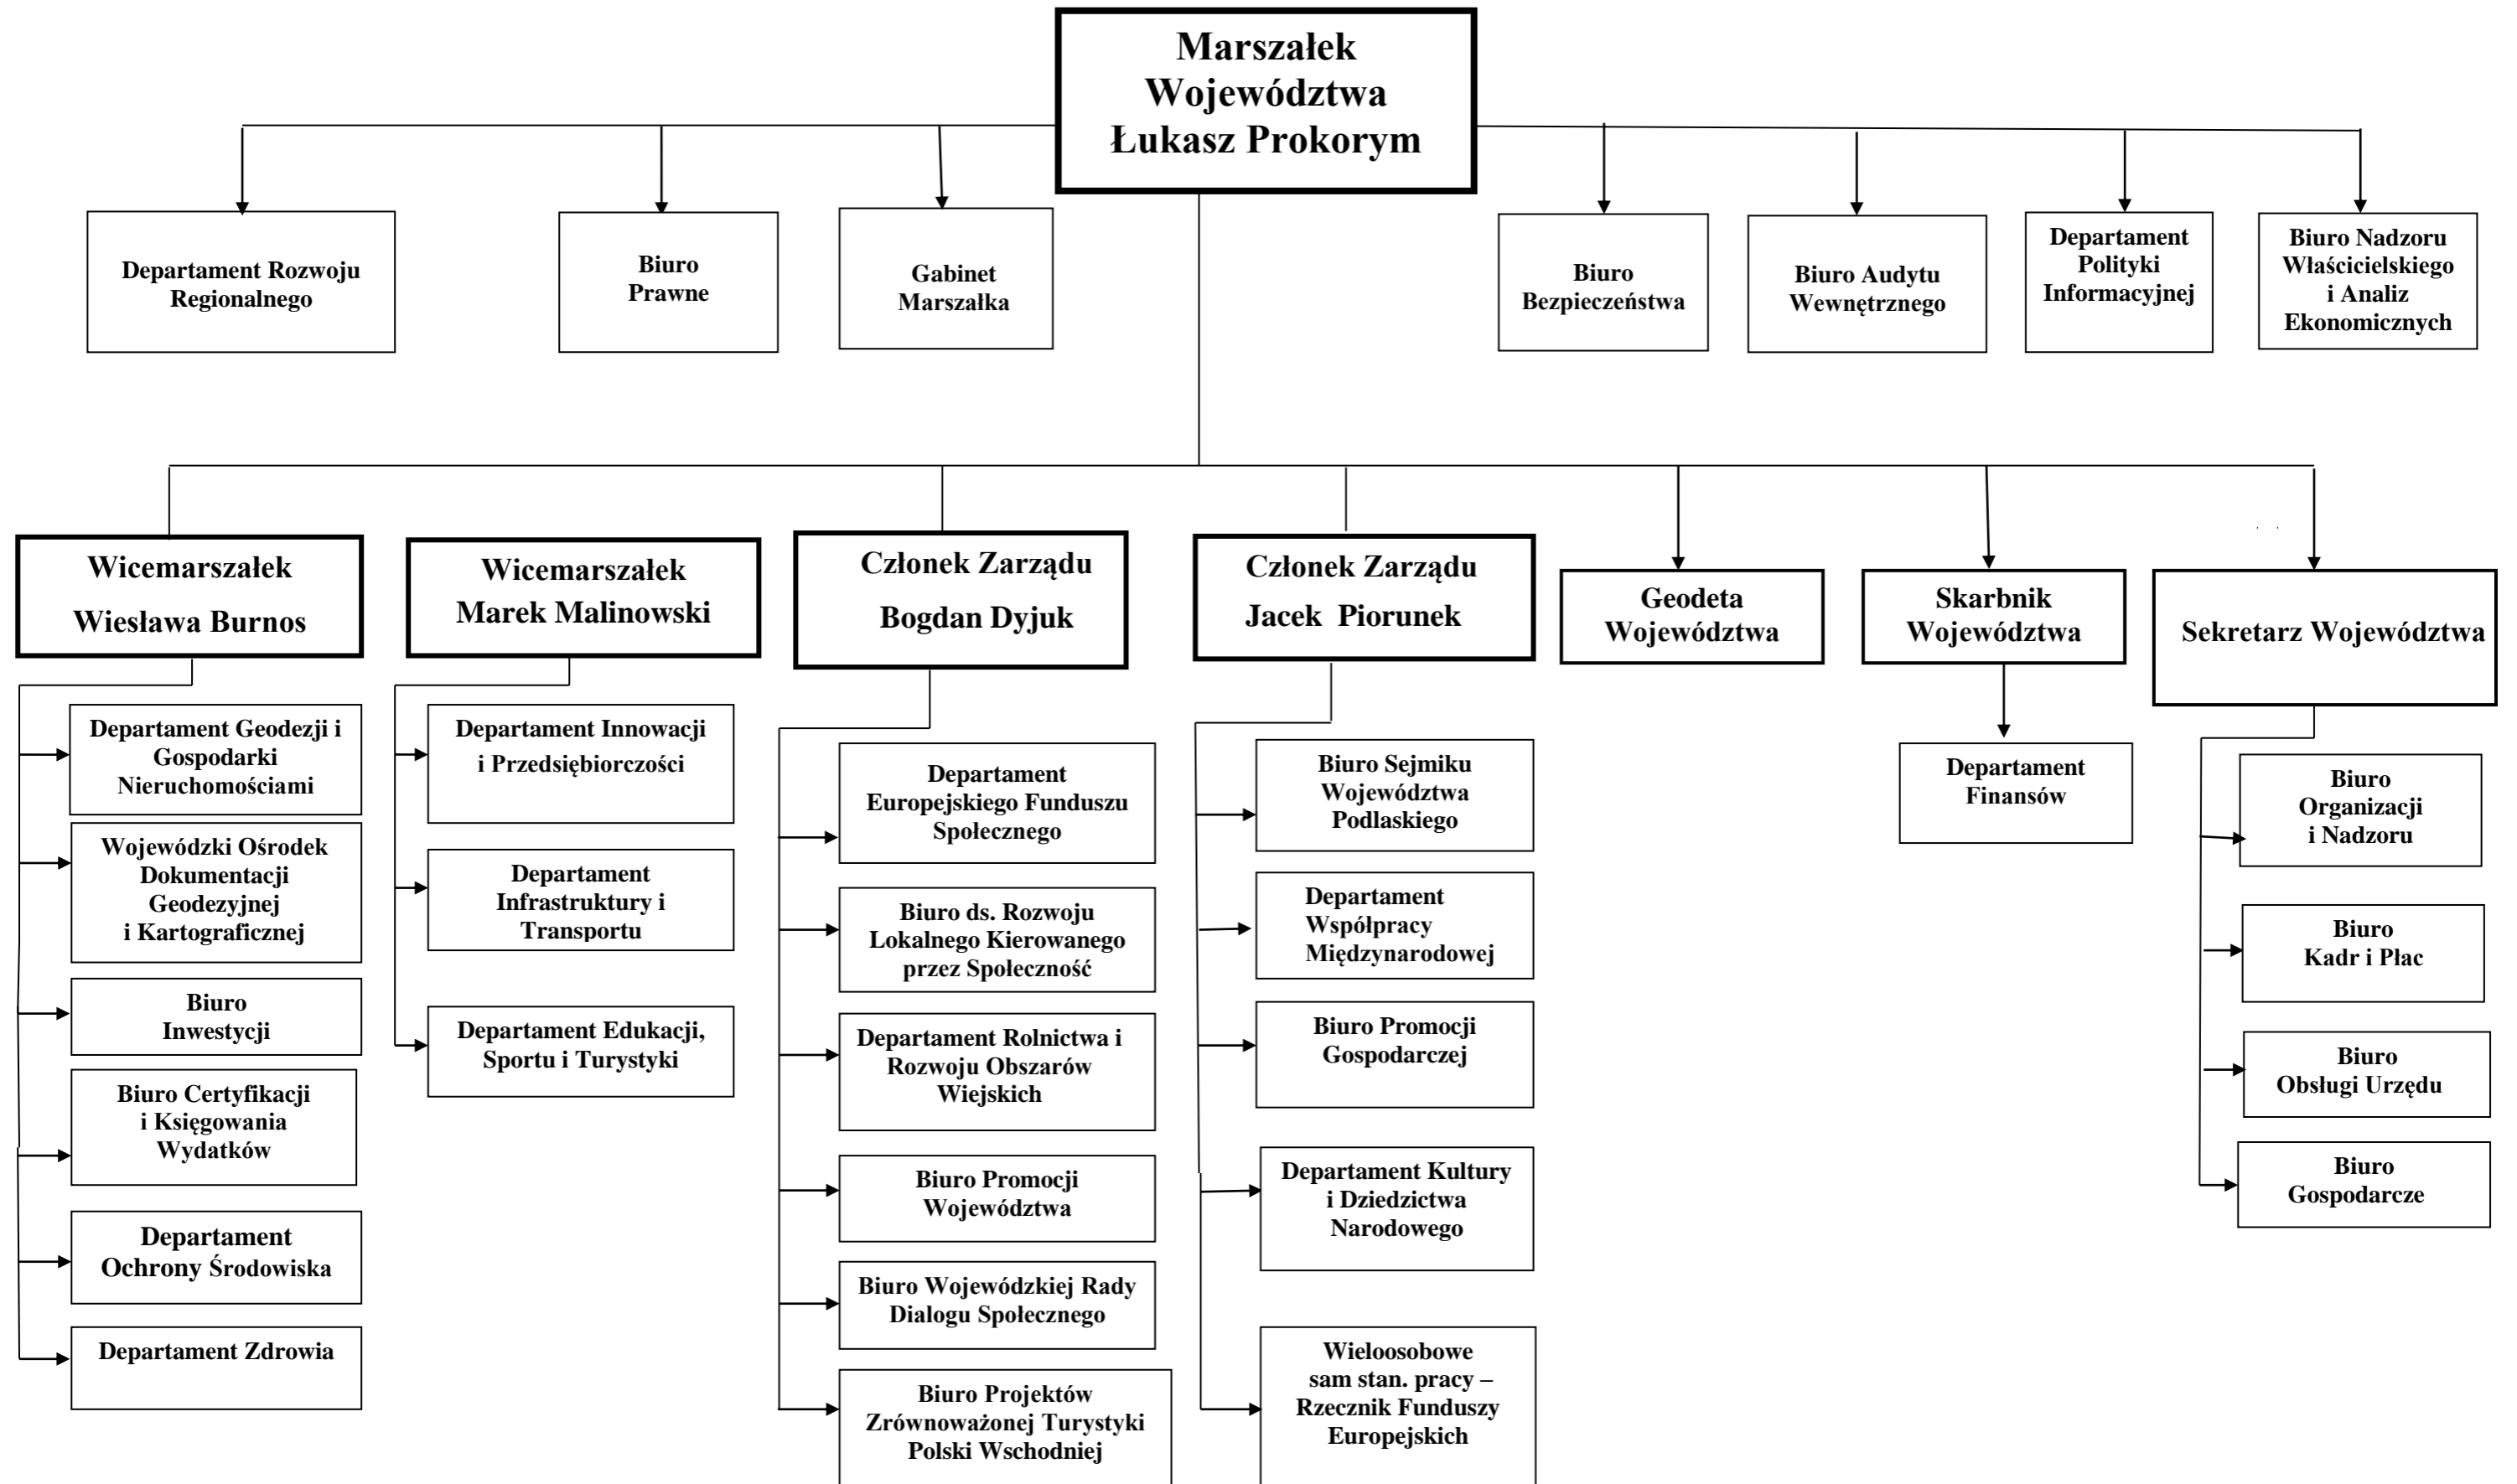 Marszałek
Województwa
Łukasz Prokorym
Departament Rozwoju
Regionalnego
Biuro
Prawne
Gabinet
Marszałka
Biuro
Bezpieczeństwa
Biuro Audytu
Wewnętrznego
Departament
Polityki
Informacyjnej
Biuro Nadzoru
Właścicielskiego
i Analiz
Ekonomicznych
Wicemarszałek
Wiesława Burnos
Departament Geodezji i
Gospodarki
Nieruchomościami
Wojewódzki Ośrodek
Dokumentacji
Geodezyjnej
i Kartograficznej
Biuro
Inwestycji
Biuro Certyfikacji
i Księgowania
Wydatków
Departament
Ochrony Środowiska
Departament Zdrowia
Wicemarszałek
Marek Malinowski
Departament Innowacji
i Przedsiębiorczości
Departament
Infrastruktury i
Transportu
Departament Edukacji,
Sportu i Turystyki
Członek Zarządu
Bogdan Dyjuk
Departament
Europejskiego Funduszu
Społecznego
Biuro ds. Rozwoju
Lokalnego Kierowanego
przez Społeczność
Departament Rolnictwa i
Rozwoju Obszarów
Wiejskich
Biuro Promocji
Województwa
Biuro Wojewódzkiej Rady
Dialogu Społecznego
Biuro Projektów
Zrównoważonej Turystyki
Polski Wschodniej
Członek Zarządu
Jacek Piorunek
Biuro Sejmiku
Województwa
Podlaskiego
Departament
Współpracy
Międzynarodowej
Biuro Promocji
Gospodarczej
Departament Kultury
i Dziedzictwa
Narodowego
Wieloosobowe
sam stan. pracy –
Rzecznik Funduszy
Europejskich
Geodeta
Województwa
Skarbnik
Województwa
Departament
Finansów
Sekretarz Województwa
Biuro
Organizacji
i Nadzoru
Biuro
Kadr i Płac
Biuro
Obsługi Urzędu
Biuro
Gospodarcze